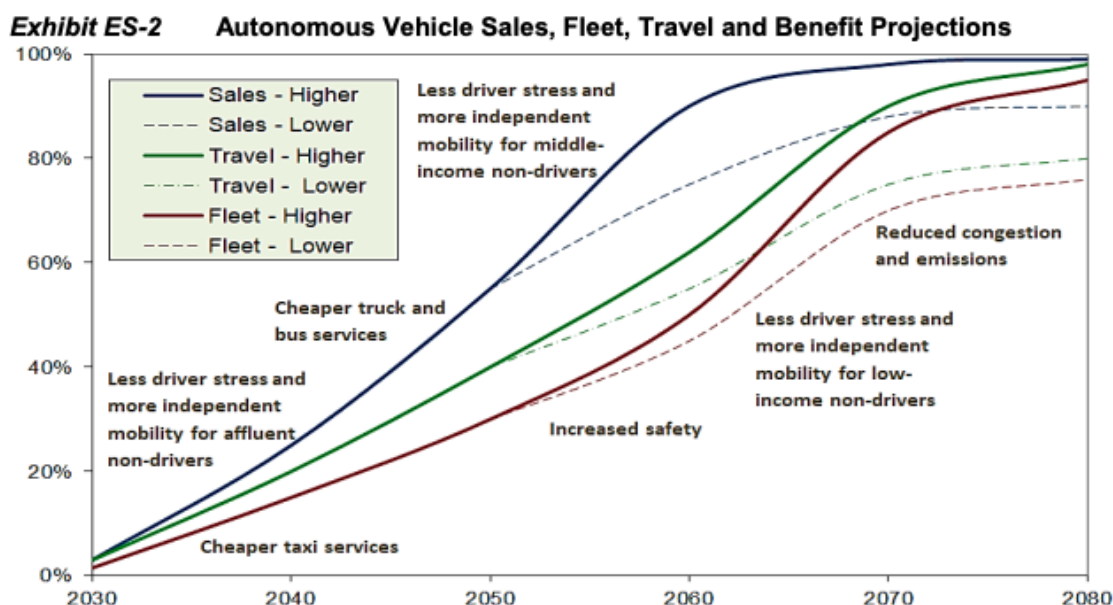 Exhibit ES-2 Autonomous Vehicle Sales, Fleet, Travel and Benefit Projections
100%
80%
60%
40%
20%
0%
Sales - Higher
Sales - Lower
Travel - Higher
Travel - Lower
Fleet - Higher
Fleet - Lower
Less driver stress and
more independent
mobility for middle-
income non-drivers
Cheaper truck and
bus services
Less driver stress and
more independent
mobility for affluent
non-drivers
Cheaper taxi services
Increased safety
Reduced congestion
and emissions
Less driver stress and
more independent
mobility for low-
income non-drivers
2030 2040 2050 2060 2070 2080